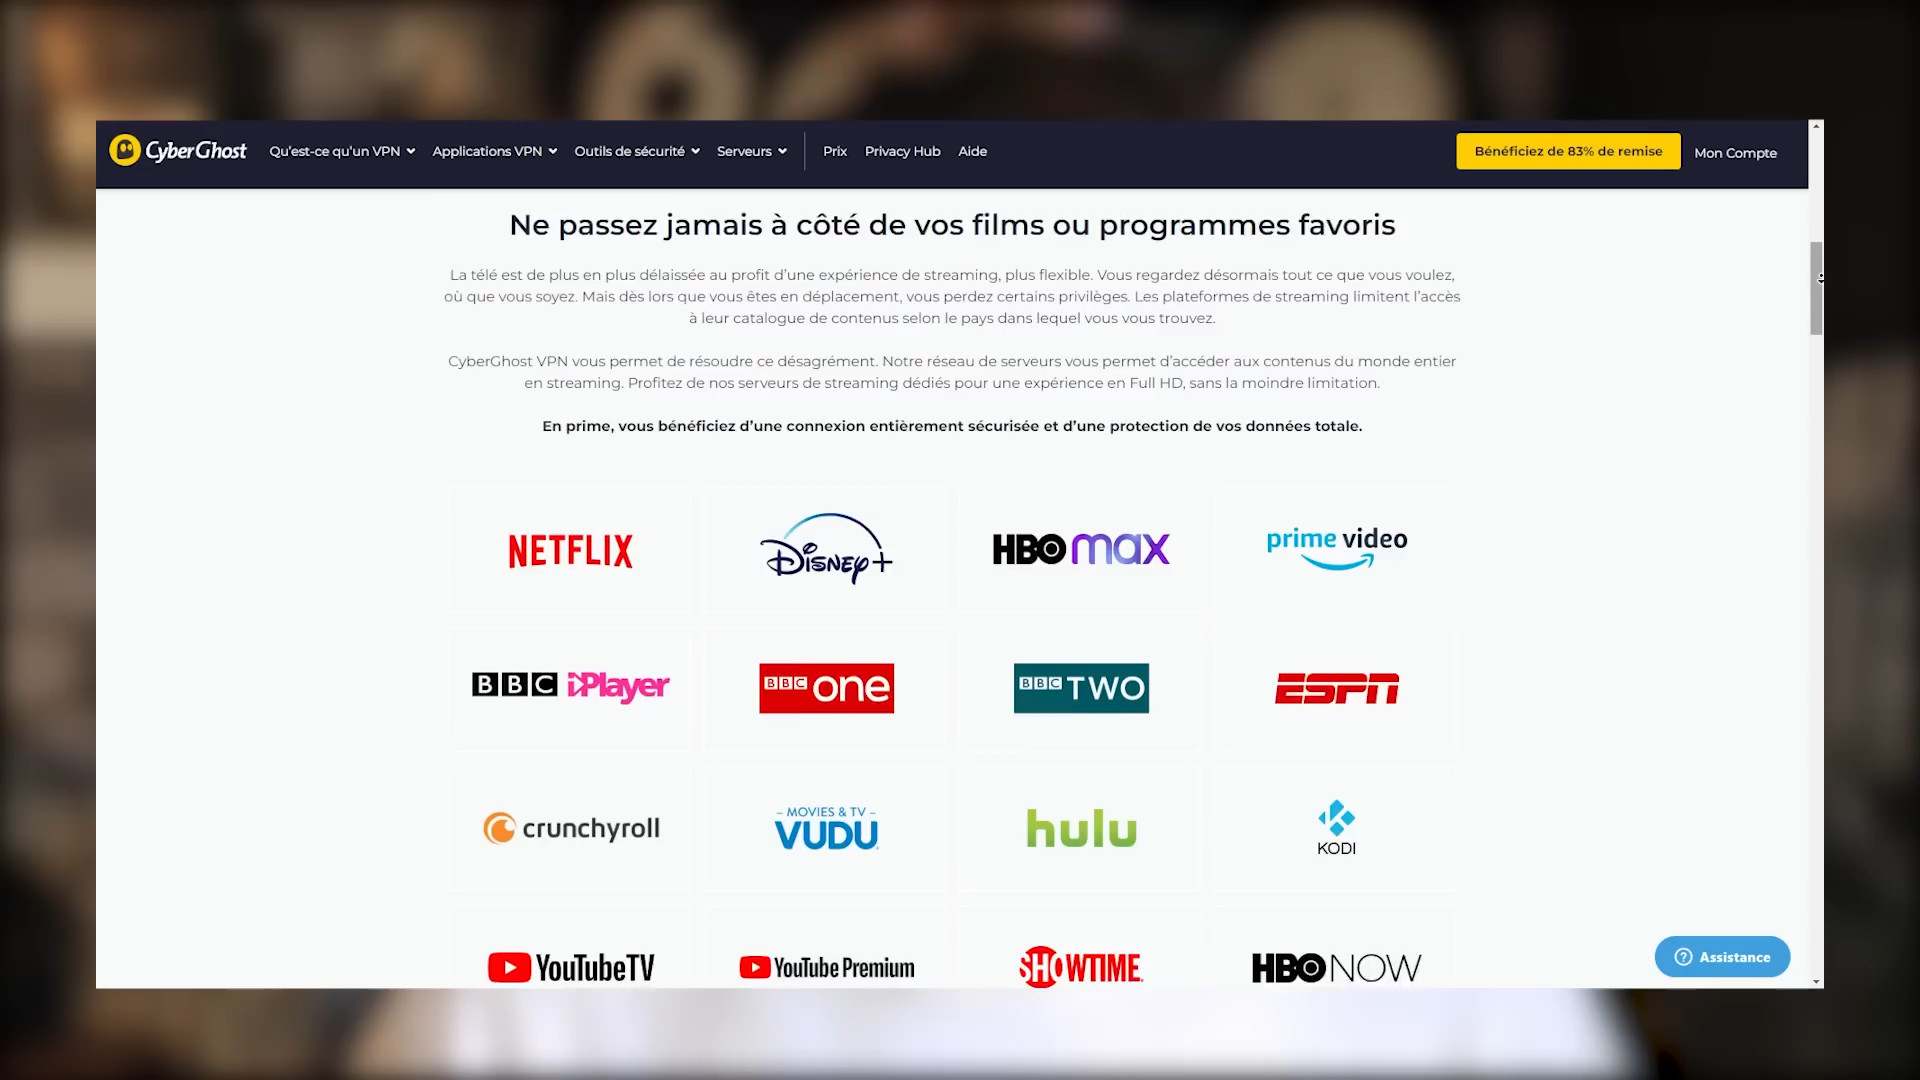 CyberGhost Qu'est-ce qu'un VPN Applications VPN Outils de sécurité Serveurs Prix Privacy Hub Aide Bénéficiez de 83% de remise Mon Compte
Ne passez jamais à côté de vos films ou programmes favoris
La télé est de plus en plus délaissée au profit d'une expérience de streaming, plus flexible. Vous regardez désormais tout ce que vous voulez,
où que vous soyez. Mais dès lors que vous êtes en déplacement, vous perdez certains privilèges. Les plateformes de streaming limitent l'accès
à leur catalogue de contenus selon le pays dans lequel vous vous trouvez.
CyberGhost VPN vous permet de résoudre ce désagrément. Notre réseau de serveurs vous permet d'accéder aux contenus du monde entier
en streaming. Profitez de nos serveurs de streaming dédiés pour une expérience en Full HD, sans la moindre limitation.
En prime, vous bénéficiez d'une connexion entièrement sécurisée et d'une protection de vos données totale.
NETFLIX Disney+ HBO max prime video
BBC iPlayer BBC one BBC TWO ESPN
crunchyroll MOVIES & TV VUDU hulu KODI
YouTubeTV YouTube Premium SHOWTIME HBO NOW
Assistance